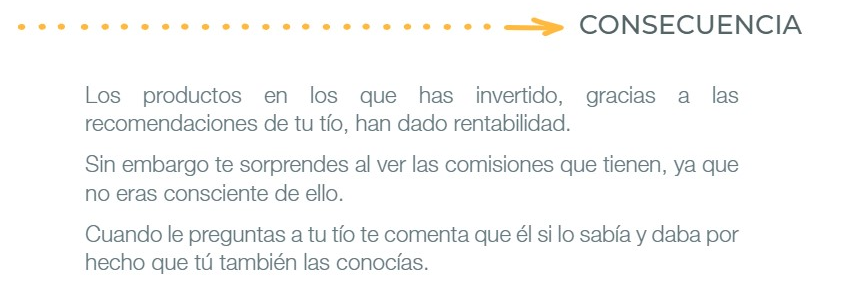 CONSECUENCIA
Los productos en los que has invertido, gracias a las
recomendaciones de tu tío, han dado rentabilidad.
Sin embargo te sorprendes al ver las comisiones que tienen, ya que
no eras consciente de ello.
Cuando le preguntas a tu tío te comenta que él si lo sabía y daba por
hecho que tú también las conocías.